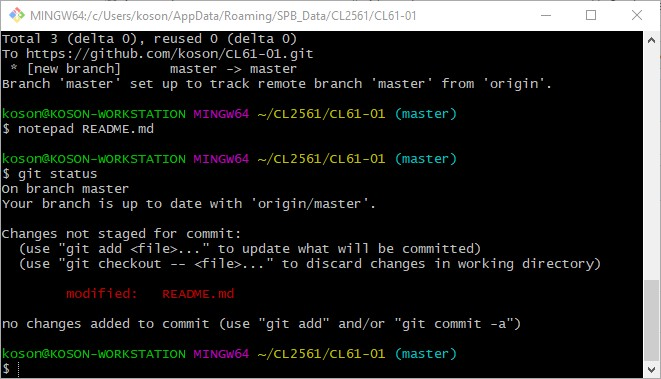 MINGW64:/c/Users/koson/AppData/Roaming/SPB_Data/CL2561/CL61-01
Total 3 (delta 0), reused 0 (delta 0)
To https://github.com/koson/CL61-01.git
 * [new branch]      master -> master
Branch 'master' set up to track remote branch 'master' from 'origin'.
koson@KOSON-WORKSTATION MINGW64 ~/CL2561/CL61-01 (master)
$ notepad README.md
koson@KOSON-WORKSTATION MINGW64 ~/CL2561/CL61-01 (master)
$ git status
On branch master
Your branch is up to date with 'origin/master'.
Changes not staged for commit:
  (use "git add <file>..." to update what will be committed)
  (use "git checkout -- <file>..." to discard changes in working directory)
        modified:   README.md
no changes added to commit (use "git add" and/or "git commit -a")
koson@KOSON-WORKSTATION MINGW64 ~/CL2561/CL61-01 (master)
$